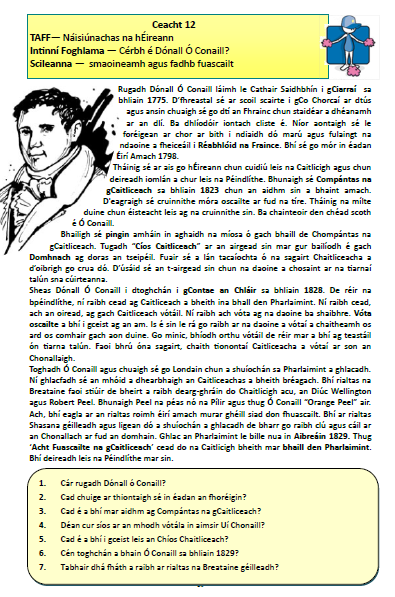 Ceacht 12
TAFF— Náisiúnachas na hÉireann
Intinní Foghlama — Cérbh é Dónall Ó Conaill?
Scileanna — smaoineamh agus fadhb fuascailt
Rugadh Dónall Ó Conaill láimh le Cathair Saidhbhín i gCiarraí sa
bhliain 1775. D'fhreastal sé ar scoil scairte i gCo Chorcaí ar dtús
agus ansin chuaigh sé go dtí an Fhrainc chun staidéar a dhéanamh
ar an dlí. Ba dhlíodóir iontach cliste é. Níor aontaigh sé le
foréigean ar chor ar bith i ndiaidh dó marú agus fulaingt na
ndaoine a fheiceáil i Réabhlóid na Fraince. Bhí sé go mór in éadan
Éirí Amach 1798.
Tháinig sé ar ais go hÉireann chun cuidiú leis na Caitlicigh agus chun
deireadh iomlán a chur leis na Péindlíthe. Bhunaigh sé Compántas na
gCaitliceach sa bhliain 1823 chun an aidhm sin a bhaint amach.
D'eagraigh sé cruinnithe móra oscailte ar fud na tíre. Tháinig na mílte
duine chun éisteacht leis ag na cruinnithe sin. Ba chainteoir den chéad scoth
é Ó Conaill.
Bhailigh sé pingin amháin in aghaidh na míosa ó gach bhaill de Chompántas na
gCaitliceach. Tugadh "Cíos Caitliceach" ar an airgead sin mar gur bailíodh é gach
Domhnach ag doras an tseipéil. Fuair sé a lán tacaíochta ó na sagairt Chaitliceacha a
d'oibrigh go crua dó. D'úsáid sé an t-airgead sin chun na daoine a chosaint ar na tiarnaí
talún sna cúirteanna.
Sheas Dónall Ó Conaill i dtoghchán i gContae an Chláir sa bhliain 1828. De réir na
bpéindlíthe, ní raibh cead ag Caitliceach a bheith ina bhall den Pharlaimint. Ní raibh cead,
ach an oiread, ag gach Caitliceach vótáil. Ní raibh ach vóta ag na daoine ba shaibhre. Vóta
oscailte a bhí i gceist ag an am. Is é sin le rá go raibh ar na daoine a vótaí a chaitheamh os
ard os comhair gach aon duine. Go minic, bhíodh orthu vótáil de réir mar a bhí ag teastáil
ón tiarna talún. Faoi bhrú óna sagairt, chaith tionontaí Caitliceacha a vótaí ar son an
Chonallaigh.
Toghadh Ó Conaill agus chuaigh sé go Londain chun a shuíochán sa Pharlaimint a ghlacadh.
Ní ghlacfadh sé an mhóid a dhearbhaigh an Caitliceachas a bheith bréagach. Bhí rialtas na
Breataine faoi stiúir de bheirt a raibh dearg-ghráin do Chaitligh acu, an Diúc Wellington
agus Robert Peel. Bhunaigh Peel na péas nó na Pílir agus thug Ó Conaill "Orange Peel" air.
Ach, bhí eagla ar an rialtas roimh éirí amach murar ghéill siad don fhuascailt. Bhí ar rialtas
Shasana géilleadh agus ligean dó a shuíochán a ghlacadh de bharr go raibh clú agus cáil ar
an Chonallach ar fud an domhain. Ghlac an Pharlaimint le bille nua in Aibreáin 1829. Thug
'Acht Fuascailte na gCaitliceach' cead do na Caitligh bheith mar bhaill den Pharlaimint.
Bhí deireadh leis na Péindlíthe mar sin.
1. Cár rugadh Dónall ó Conaill?
2. Cad chuige ar thiontaigh sé in éadan an fhoréigin?
3. Cad é a bhí mar aidhm ag Compántas na gCaitliceach?
4. Déan cur síos ar an mhodh vótála in aimsir Uí Chonaill?
5. Cad é a bhí i gceist leis an Chíos Chaitliceach?
6. Cén toghchán a bhain Ó Conaill sa bhliain 1829?
7. Tabhair dhá fháth a raibh ar rialtas na Breataine géilleadh?